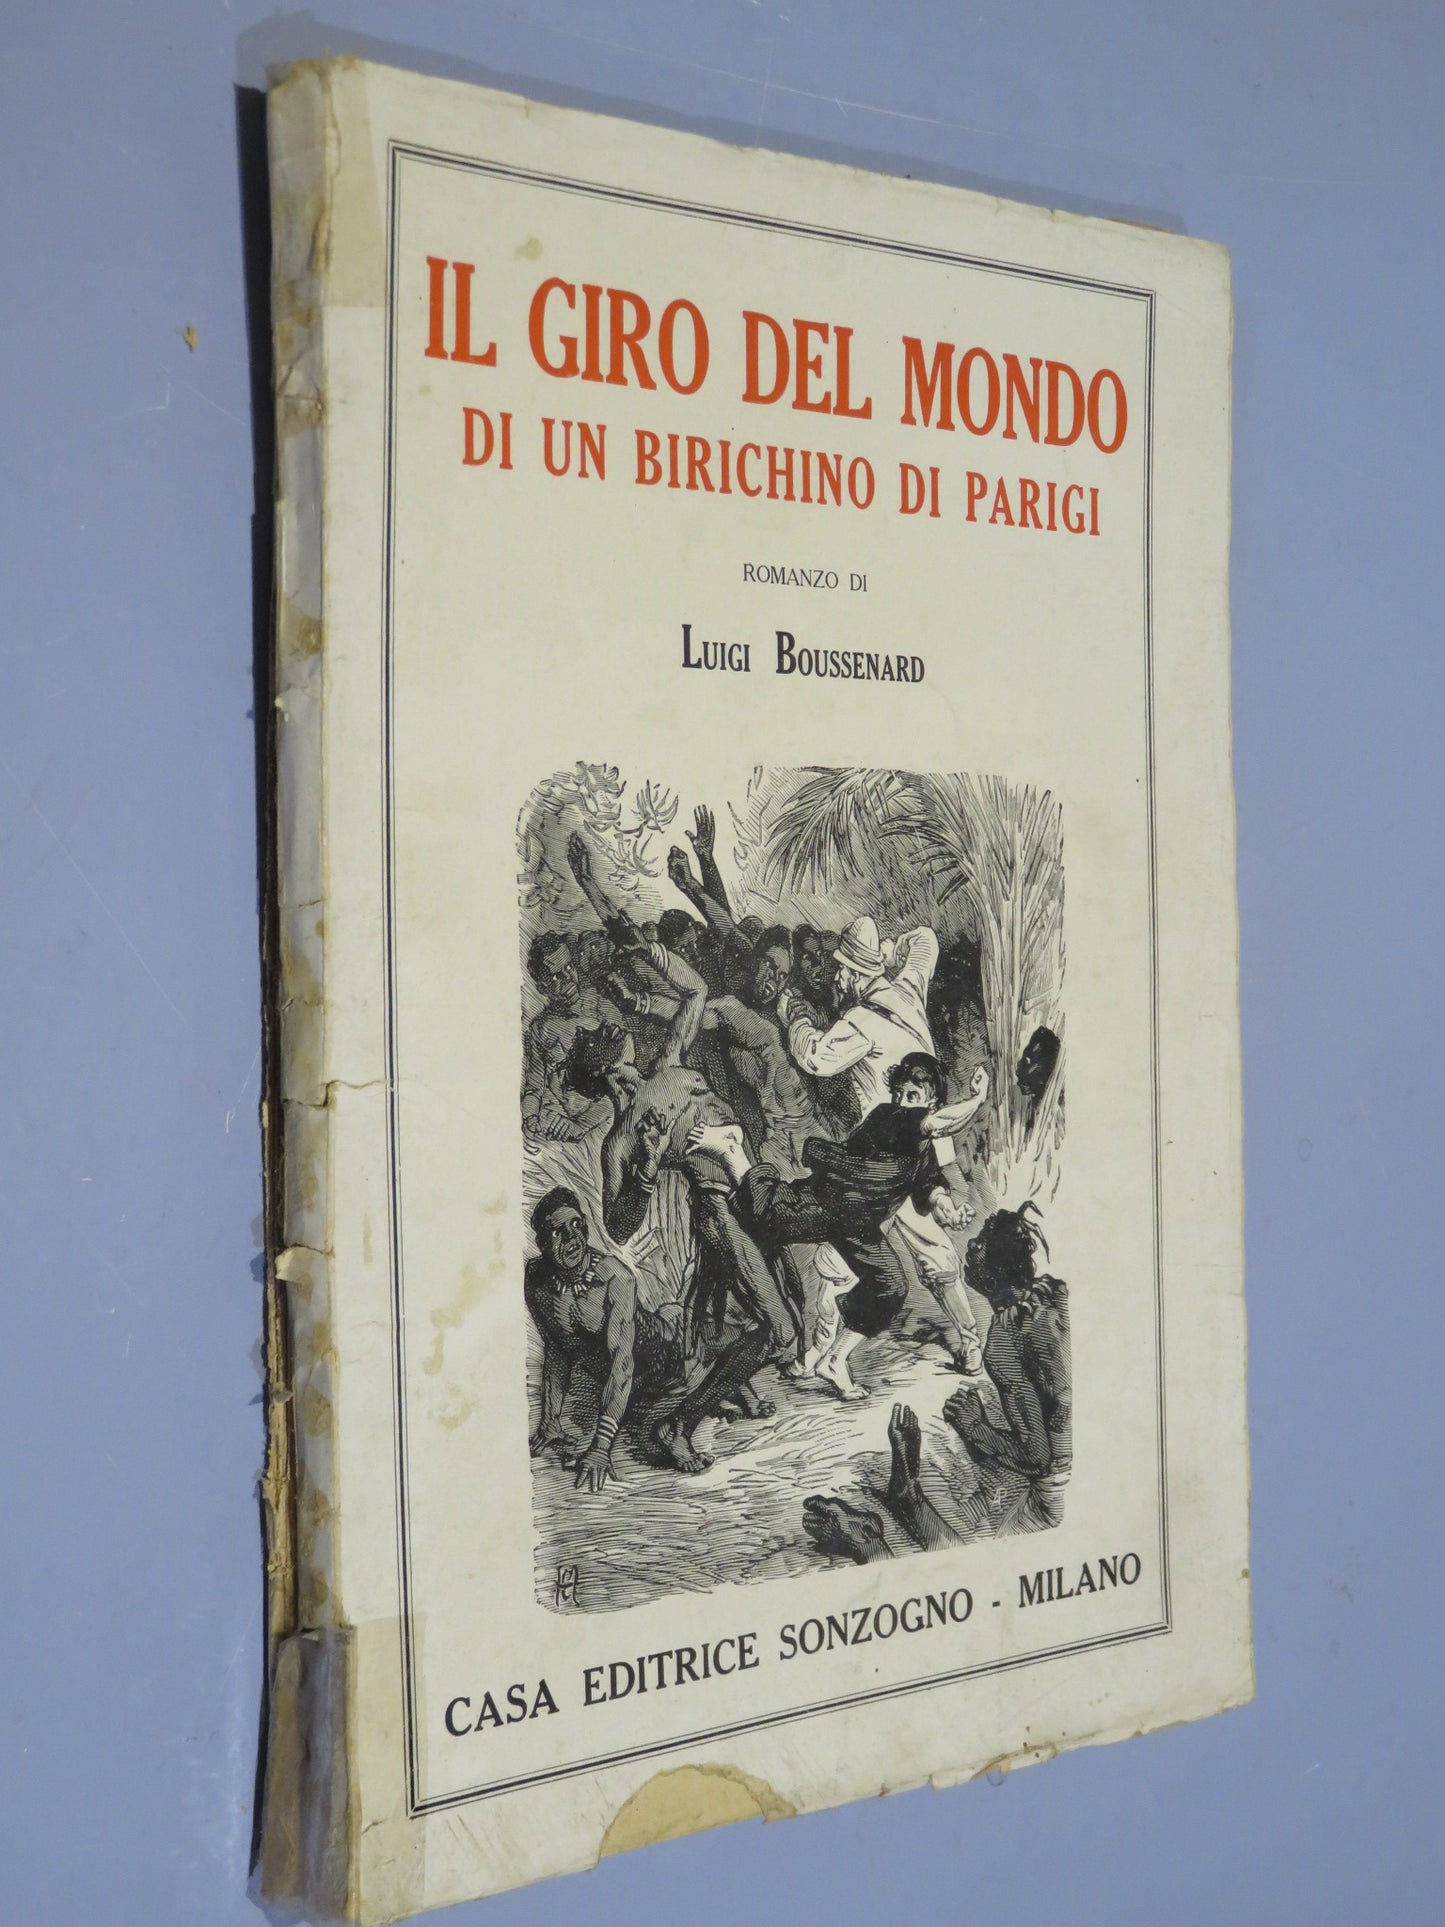 IL GIRO DEL MONDO
DI UN BIRICHINO DI PARIGI
ROMANZO DI
LUIGI BOUSSENARD
CASA EDITRICE SONZOGNO - MILANO